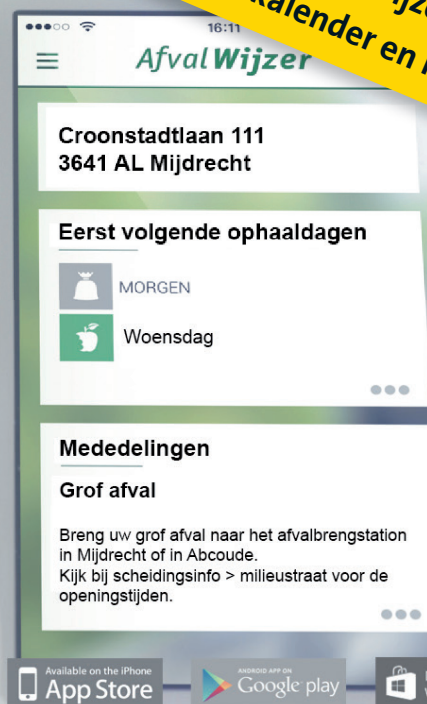 kalender en
16:11
AfvalWijzer
Croonstadtlaan 111
3641 AL Mijdrecht
Eerst volgende ophaaldagen
MORGEN
Woensdag
Mededelingen
Grof afval
Breng uw grof afval naar het afvalbrengstation
in Mijdrecht of in Abcoude.
Kijk bij scheidingsinfo > milieustraat voor de
openingstijden.
Available on the iPhone
App Store
ANDROID APP ON
Google play